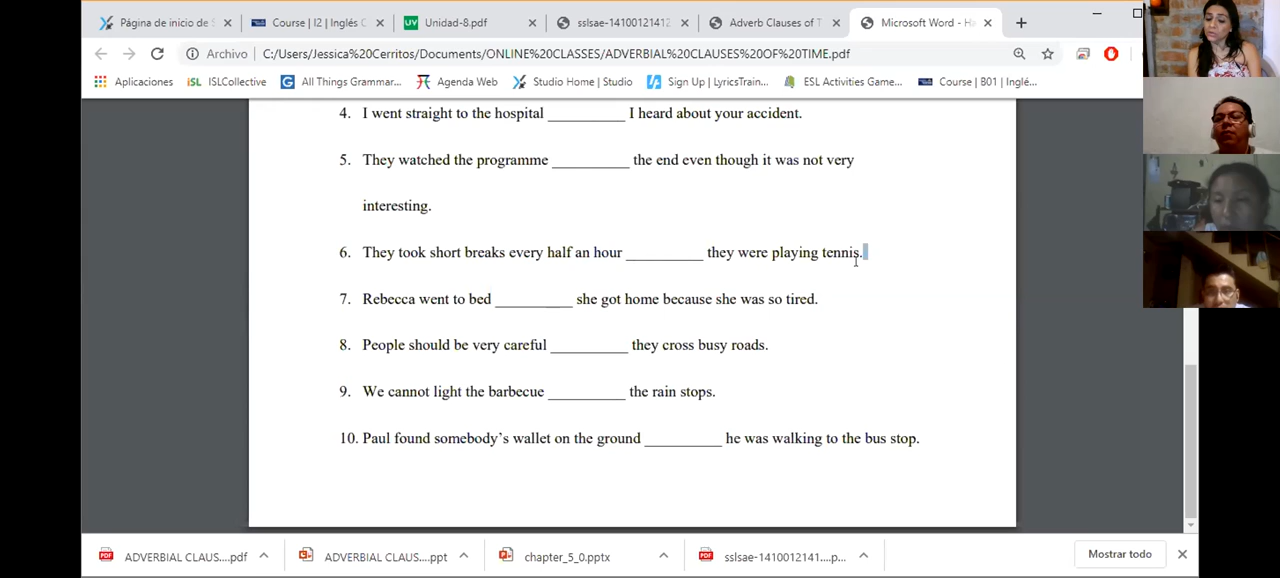 Página de inicio de S
Course | I2 | Inglés C
Unidad-8.pdf
sslsae-14100121412
Adverb Clauses of T
Microsoft Word - Ha
Archivo
C:/Users/Jessica%20Cerritos/Documents/ONLINE%20CLASSES/ADVERBIAL%20CLAUSES%20OF%20TIME.pdf
Aplicaciones
iSL ISLCollective
G All Things Grammar...
Agenda Web
Studio Home | Studio
Sign Up | LyricsTrain...
ESL Activities Game...
Course | B01 | Inglé...
4. I went straight to the hospital __________ I heard about your accident.
5. They watched the programme __________ the end even though it was not very
interesting.
6. They took short breaks every half an hour __________ they were playing tennis.
7. Rebecca went to bed __________ she got home because she was so tired.
8. People should be very careful __________ they cross busy roads.
9. We cannot light the barbecue __________ the rain stops.
10. Paul found somebody’s wallet on the ground __________ he was walking to the bus stop.
ADVERBIAL CLAUS....pdf
ADVERBIAL CLAUS....ppt
chapter_5_0.pptx
sslsae-1410012141....p...
Mostrar todo